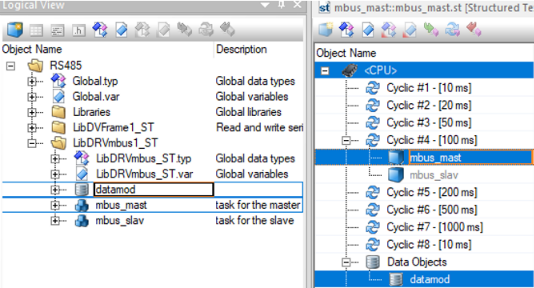 Logical View
Object Name Description
RS485
Global.typ Global data types
Global.var Global variables
Libraries Global libraries
LibDVFrame1_ST Read and write seri
LibDRVmbus1_ST
LibDRVmbus_ST.typ Global data types
LibDRVmbus_ST.var Global variables
datamod
mbus_mast task for the master
mbus_slav task for the slave
mbus_mast::mbus_mast.st [Structured Te
Object Name
<CPU>
Cyclic #1 - [10 ms]
Cyclic #2 - [20 ms]
Cyclic #3 - [50 ms]
Cyclic #4 - [100 ms]
mbus_mast
mbus_slav
Cyclic #5 - [200 ms]
Cyclic #6 - [500 ms]
Cyclic #7 - [1000 ms]
Cyclic #8 - [10 ms]
Data Objects
datamod